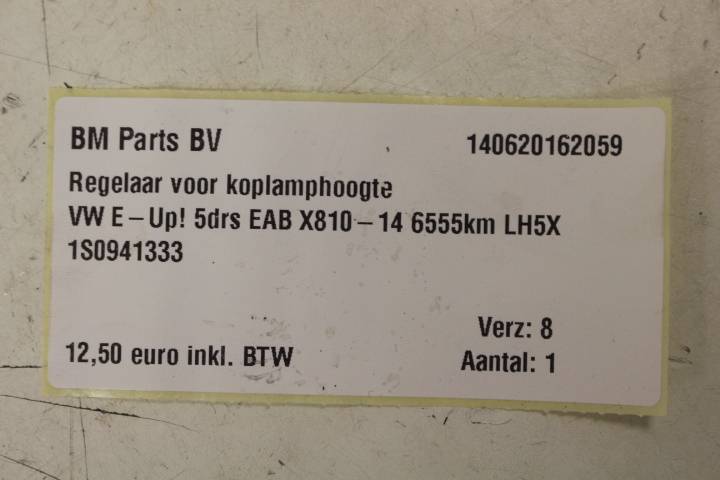 BM Parts BV 140620162059
Regelaar voor koplamphoogte
VW E-Up! 5drs EAB X810-14 6555km LH5X
1S0941333
Verz: 8
12,50 euro inkl. BTW Aantal: 1